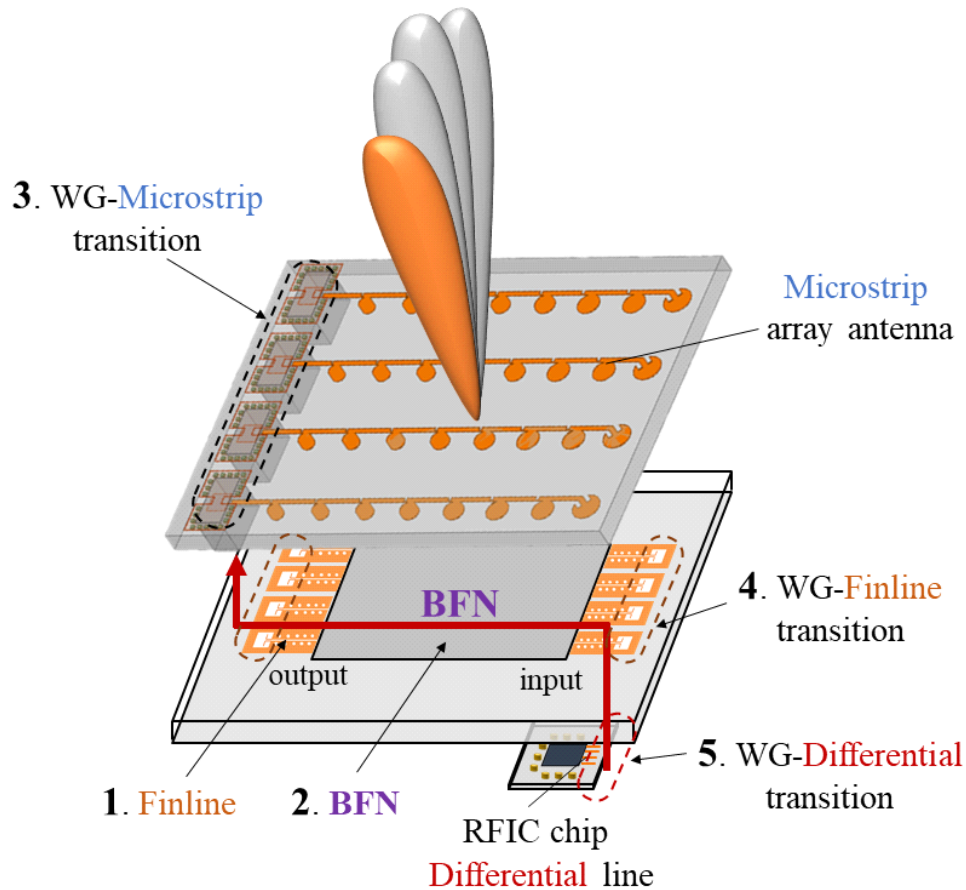 3. WG-Microstrip
transition
Microstrip
array antenna
BFN
4. WG-Finline
transition
output
input
1. Finline
2. BFN
5. WG-Differential
transition
RFIC chip
Differential line